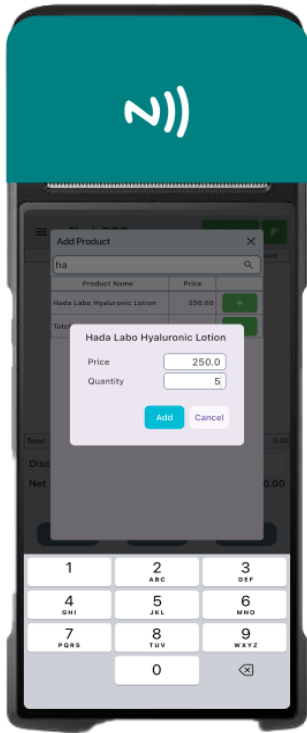 Add Product
ha
Product Name Price
Hada Labo Hyaluronic Lotion 250.00 +
Hada Labo Hyaluronic Lotion
Price 250.0
Quantity 5
Add Cancel
Total 0.00
Disc
Net 0.00
1 2 ABC 3 DEF
4 GHI 5 JKL 6 MNO
7 PQRS 8 TUV 9 WXYZ
0